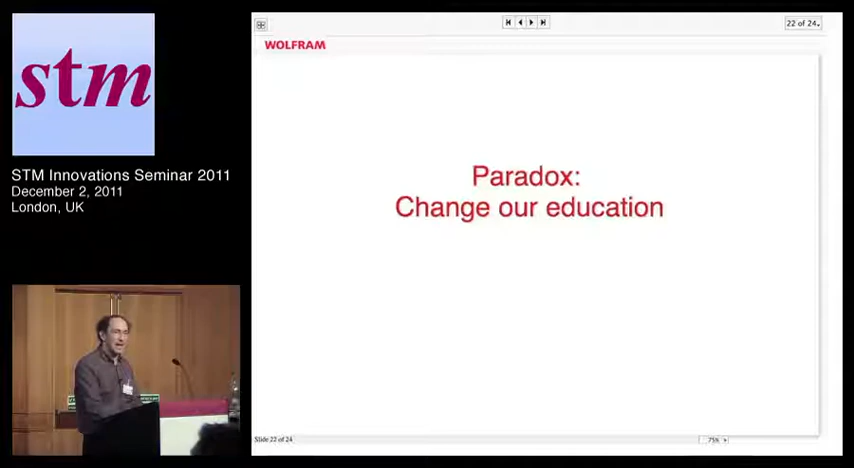 stm
STM Innovations Seminar 2011
December 2, 2011
London, UK
22 of 24
WOLFRAM
Paradox:
Change our education
Slide 22 of 24
75%